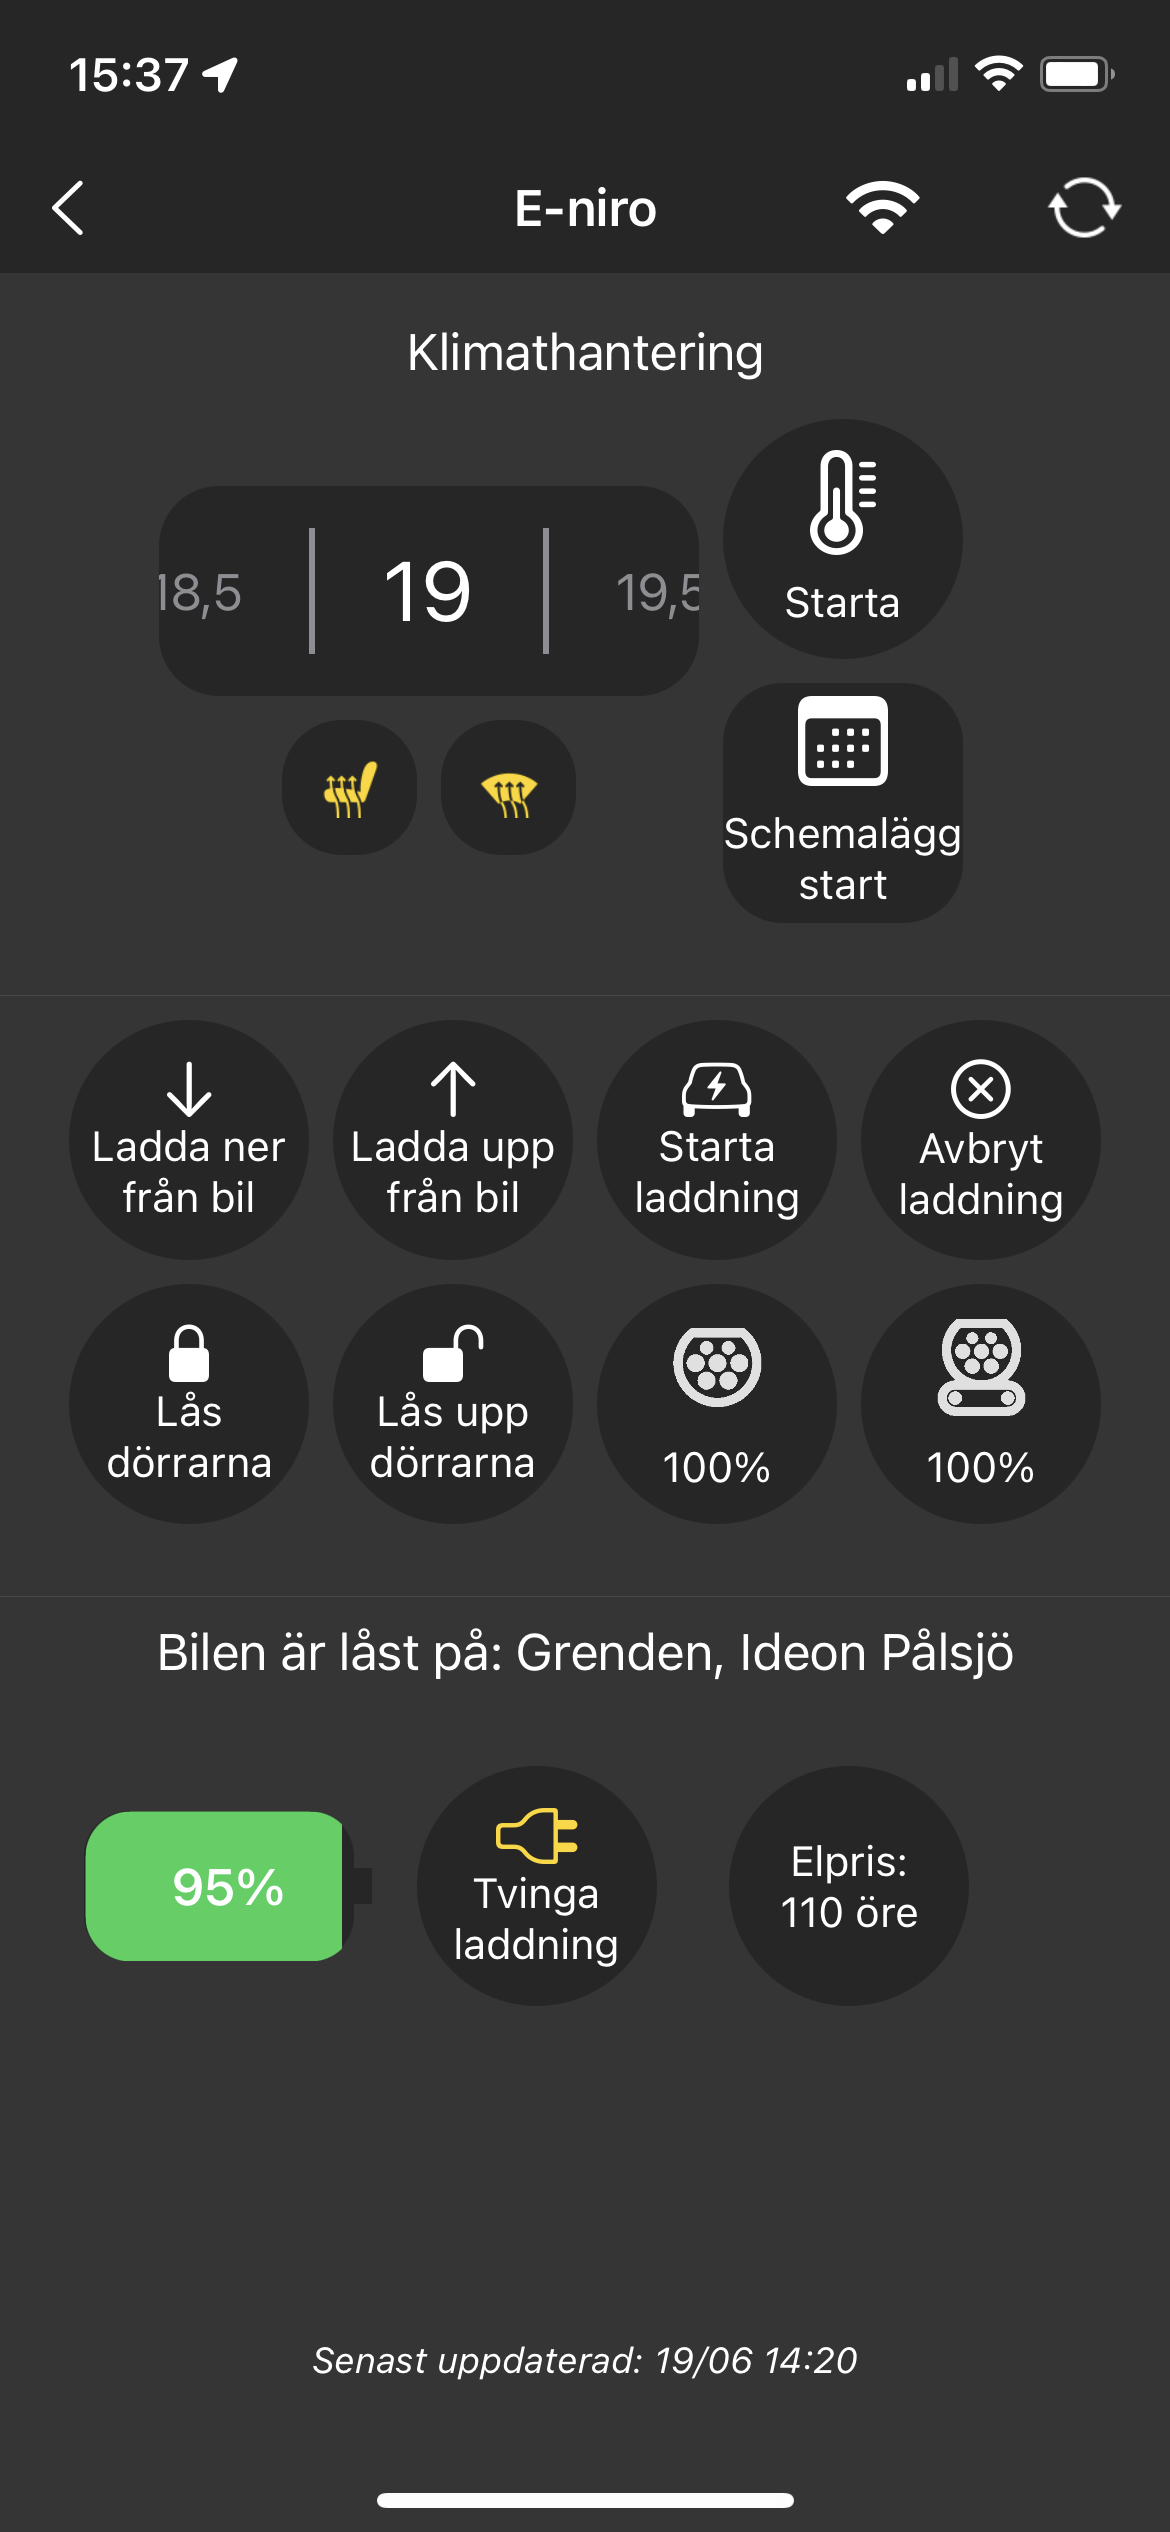 15:37
E-niro
Klimathantering
18,5
19
19,5
Starta
Schemalägg
start
Ladda ner
från bil
Ladda upp
från bil
Starta
laddning
Avbryt
laddning
Lås
dörrarna
Lås upp
dörrarna
100%
100%
Bilen är låst på: Grenden, Ideon Pålsjö
95%
Tvinga
laddning
Elpris:
110 öre
Senast uppdaterad: 19/06 14:20